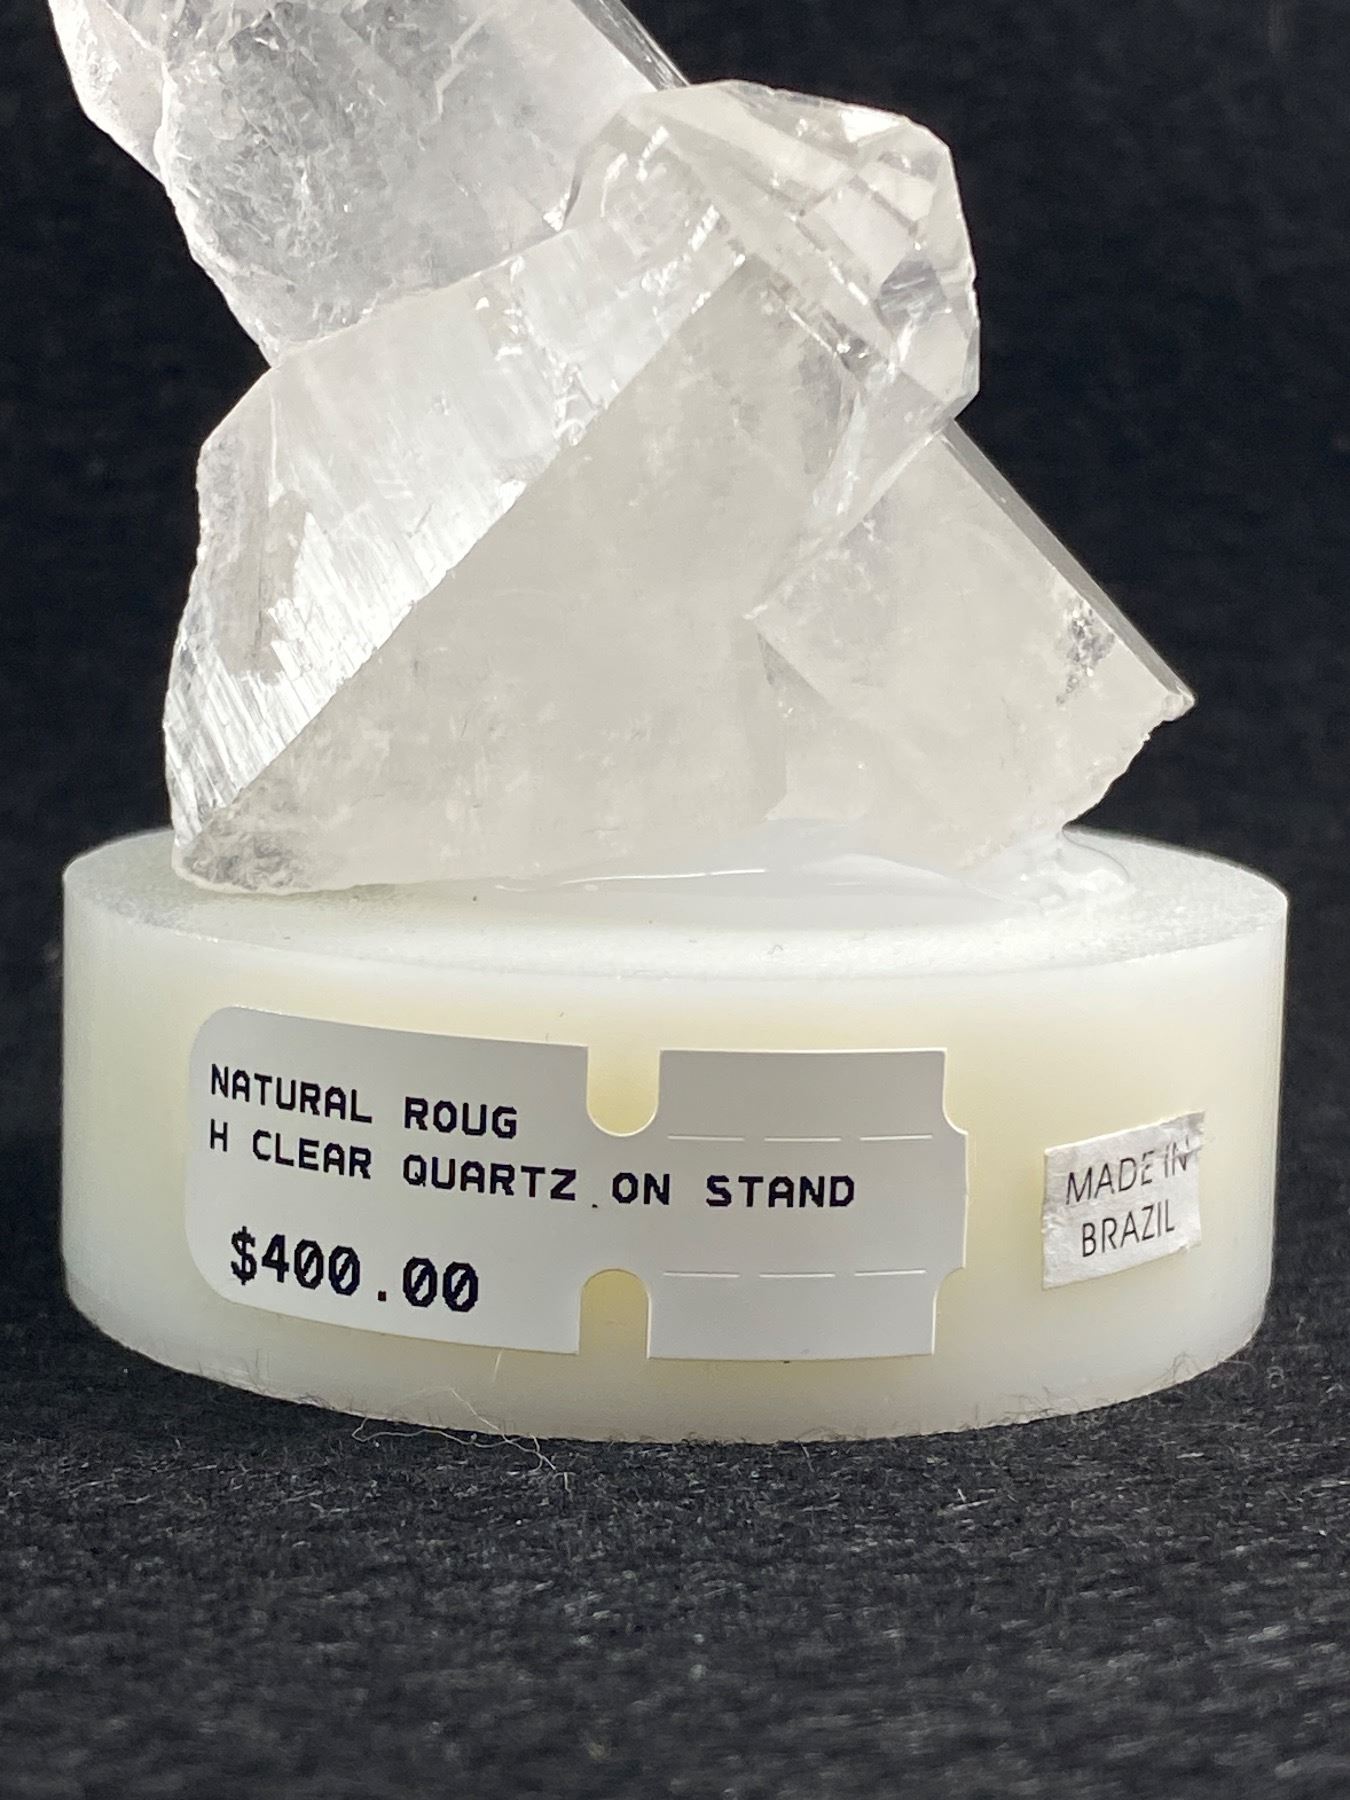 NATURAL ROUG
H CLEAR QUARTZ ON STAND
$400.00
MADE IN
BRAZIL